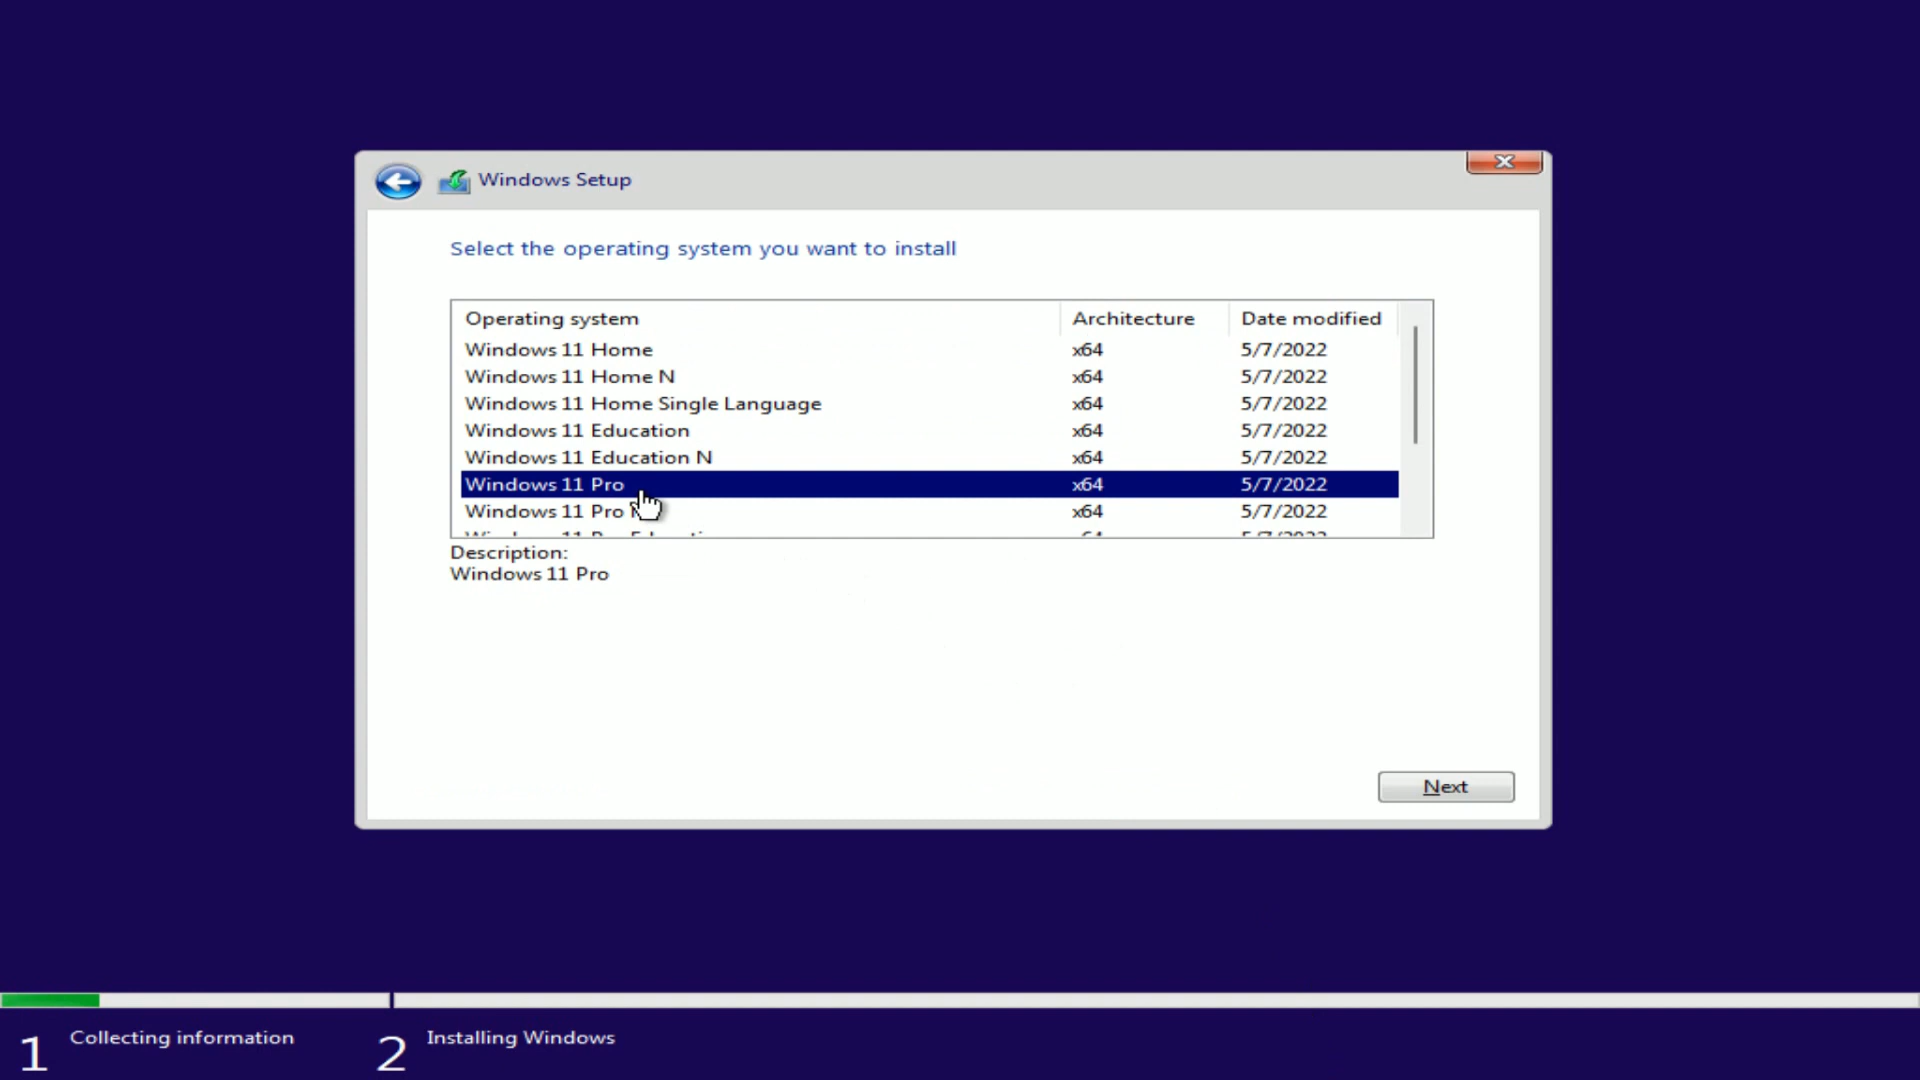 Windows Setup
Select the operating system you want to install
Operating system Architecture Date modified
Windows 11 Home x64 5/7/2022
Windows 11 Home N x64 5/7/2022
Windows 11 Home Single Language x64 5/7/2022
Windows 11 Education x64 5/7/2022
Windows 11 Education N x64 5/7/2022
Windows 11 Pro x64 5/7/2022
Windows 11 Pro x64 5/7/2022
Description:
Windows 11 Pro
Next
1 Collecting information
2 Installing Windows